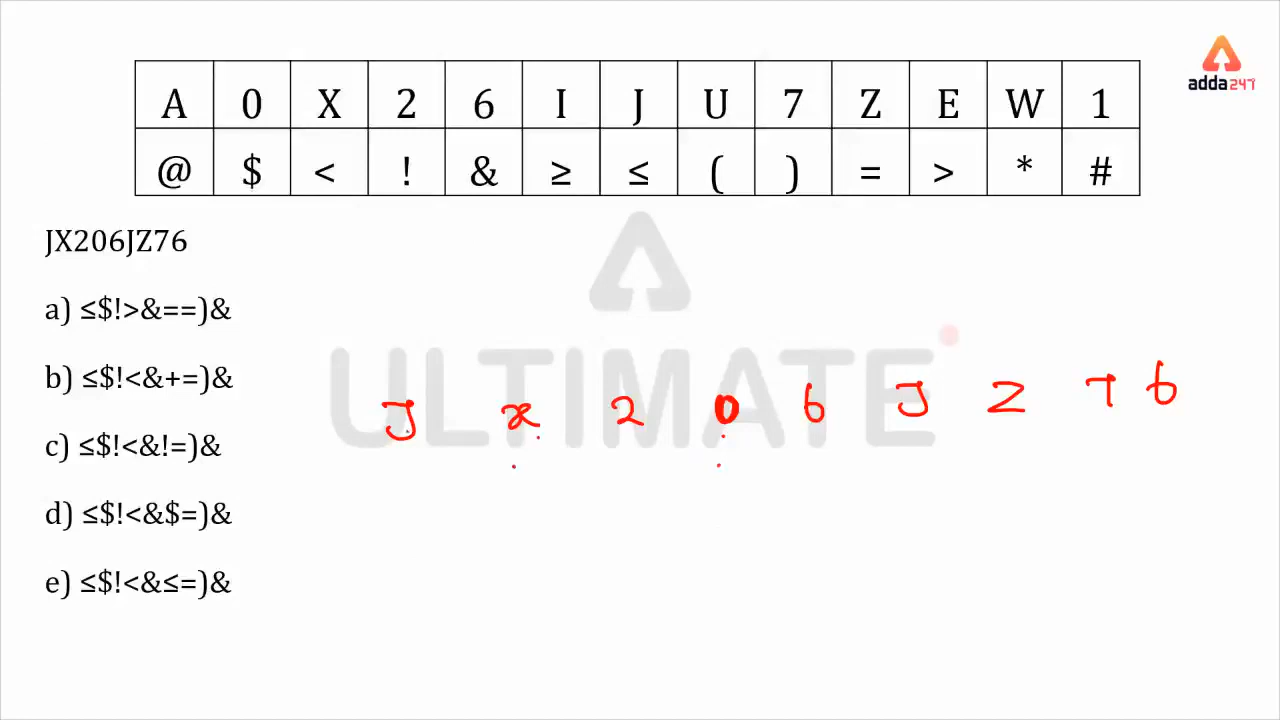 A 0 X 2 6 I J U 7 Z E W 1
@ $ < ! & ≥ ≤ ( ) = > * #
adda247
JX206JZ76
a) ≤$!>&==)&
b) ≤$!<&+=)&
c) ≤$!<&!=)&
d) ≤$!<&$=)&
e) ≤$!<&≤=)&
ULTIMATE
J x 2 0 6 J Z 7 6